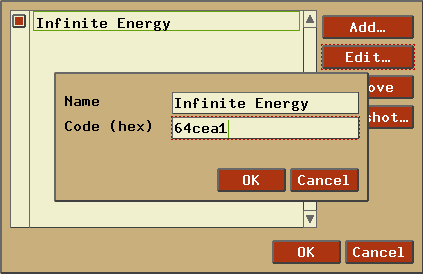 Infinite Energy
Add…
Edit…
ove
shot…
Name
Infinite Energy
Code (hex)
64cea1
OK
Cancel
OK
Cancel